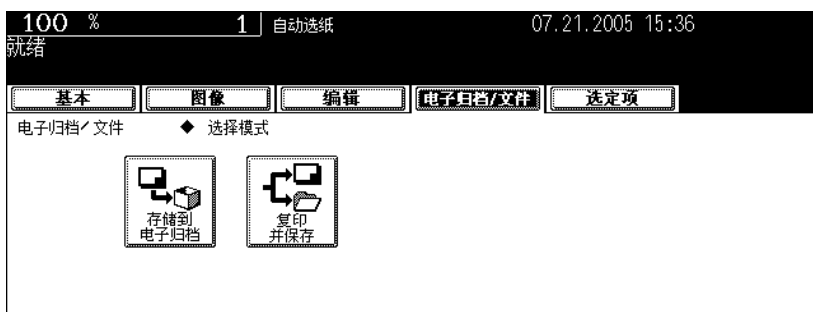 100 % 1 自动选纸 07.21.2005 15:36
就绪
基本 图像 编辑 电子归档/文件 选定项
电子归档/文件 ◆ 选择模式
存储到
电子归档
复印
并保存